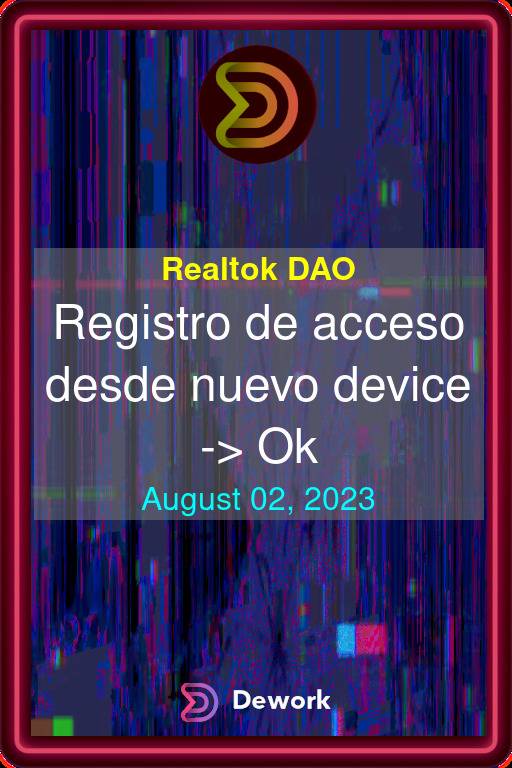 Realtok DAO
Registro de acceso
desde nuevo device
-> Ok
August 02, 2023
Dework